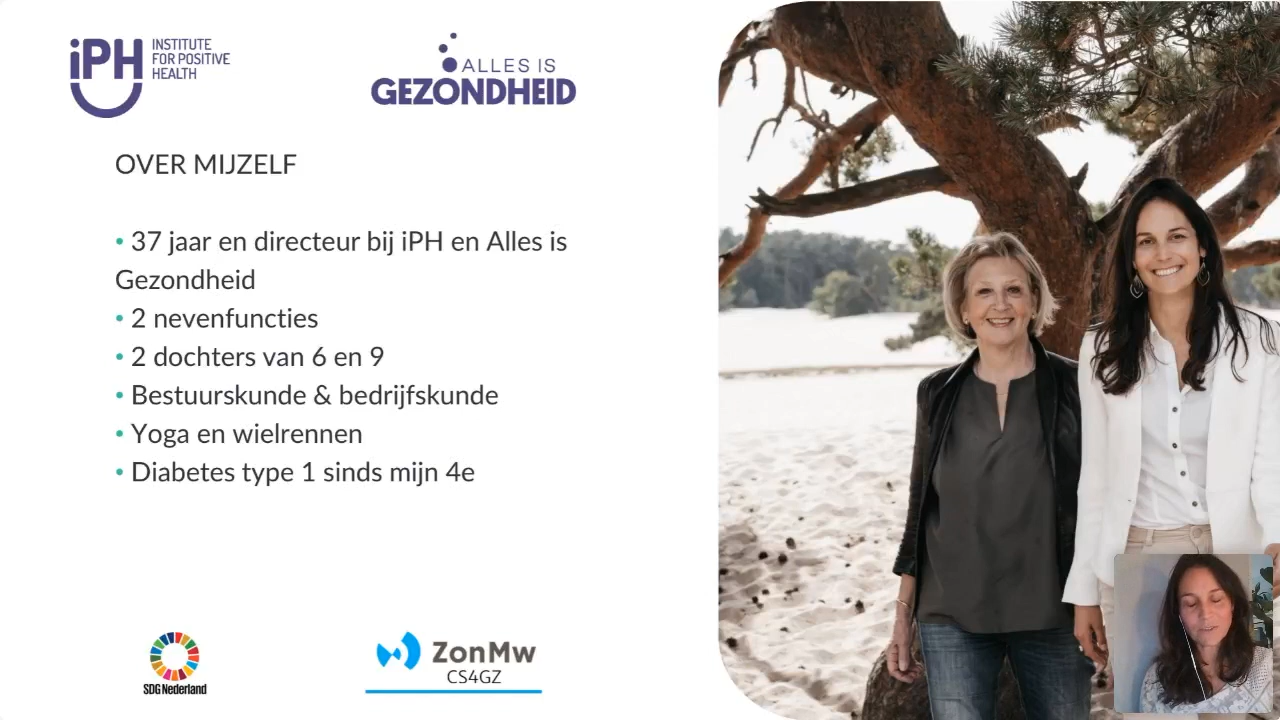 iPH INSTITUTE
FOR POSITIVE
HEALTH
ALLES IS
GEZONDHEID
OVER MIJZELF
• 37 jaar en directeur bij iPH en Alles is
Gezondheid
• 2 nevenfuncties
• 2 dochters van 6 en 9
• Bestuurskunde & bedrijfskunde
• Yoga en wielrennen
• Diabetes type 1 sinds mijn 4e
SDG Nederland
ZonMw
CS4GZ